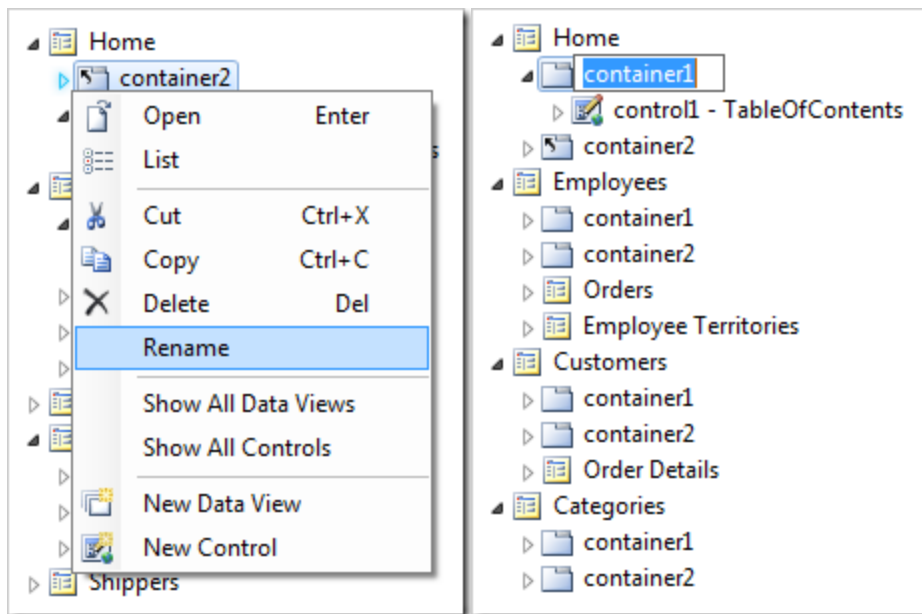 Home
container2
Open Enter
List
Cut Ctrl+X
Copy Ctrl+C
Delete Del
Rename
Show All Data Views
Show All Controls
New Data View
New Control
Shippers
Home
container1
control1 - TableOfContents
container2
Employees
container1
container2
Orders
Employee Territories
Customers
container1
container2
Order Details
Categories
container1
container2